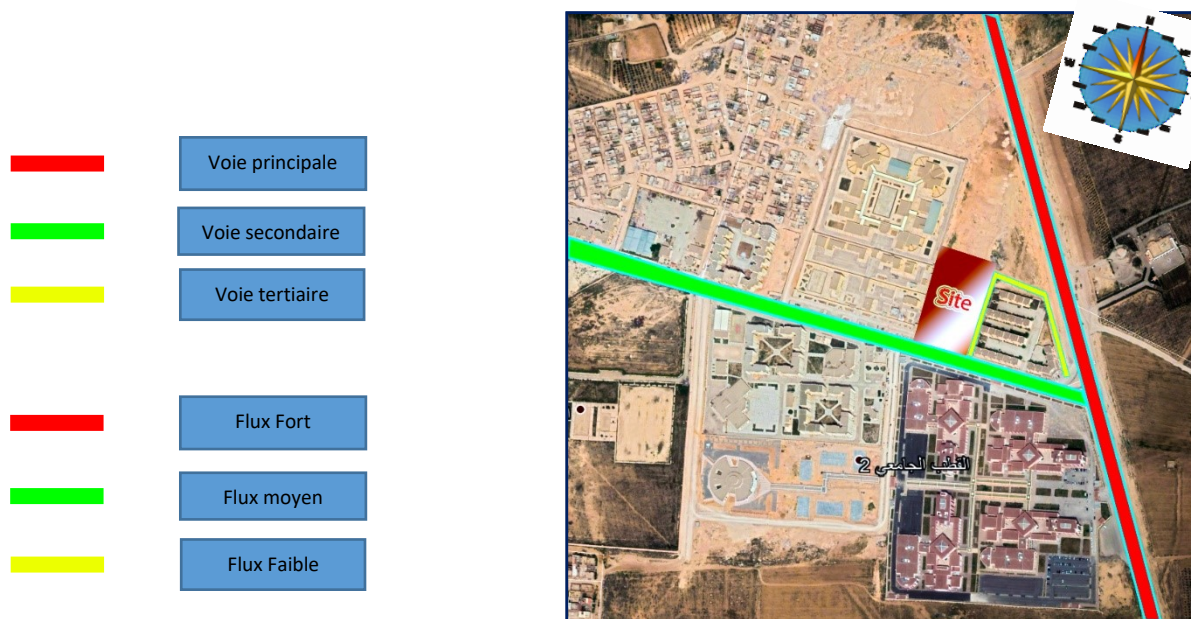 Voie principale
Voie secondaire
Voie tertiaire
Flux Fort
Flux moyen
Flux Faible
Site
القطب الجامعي 2